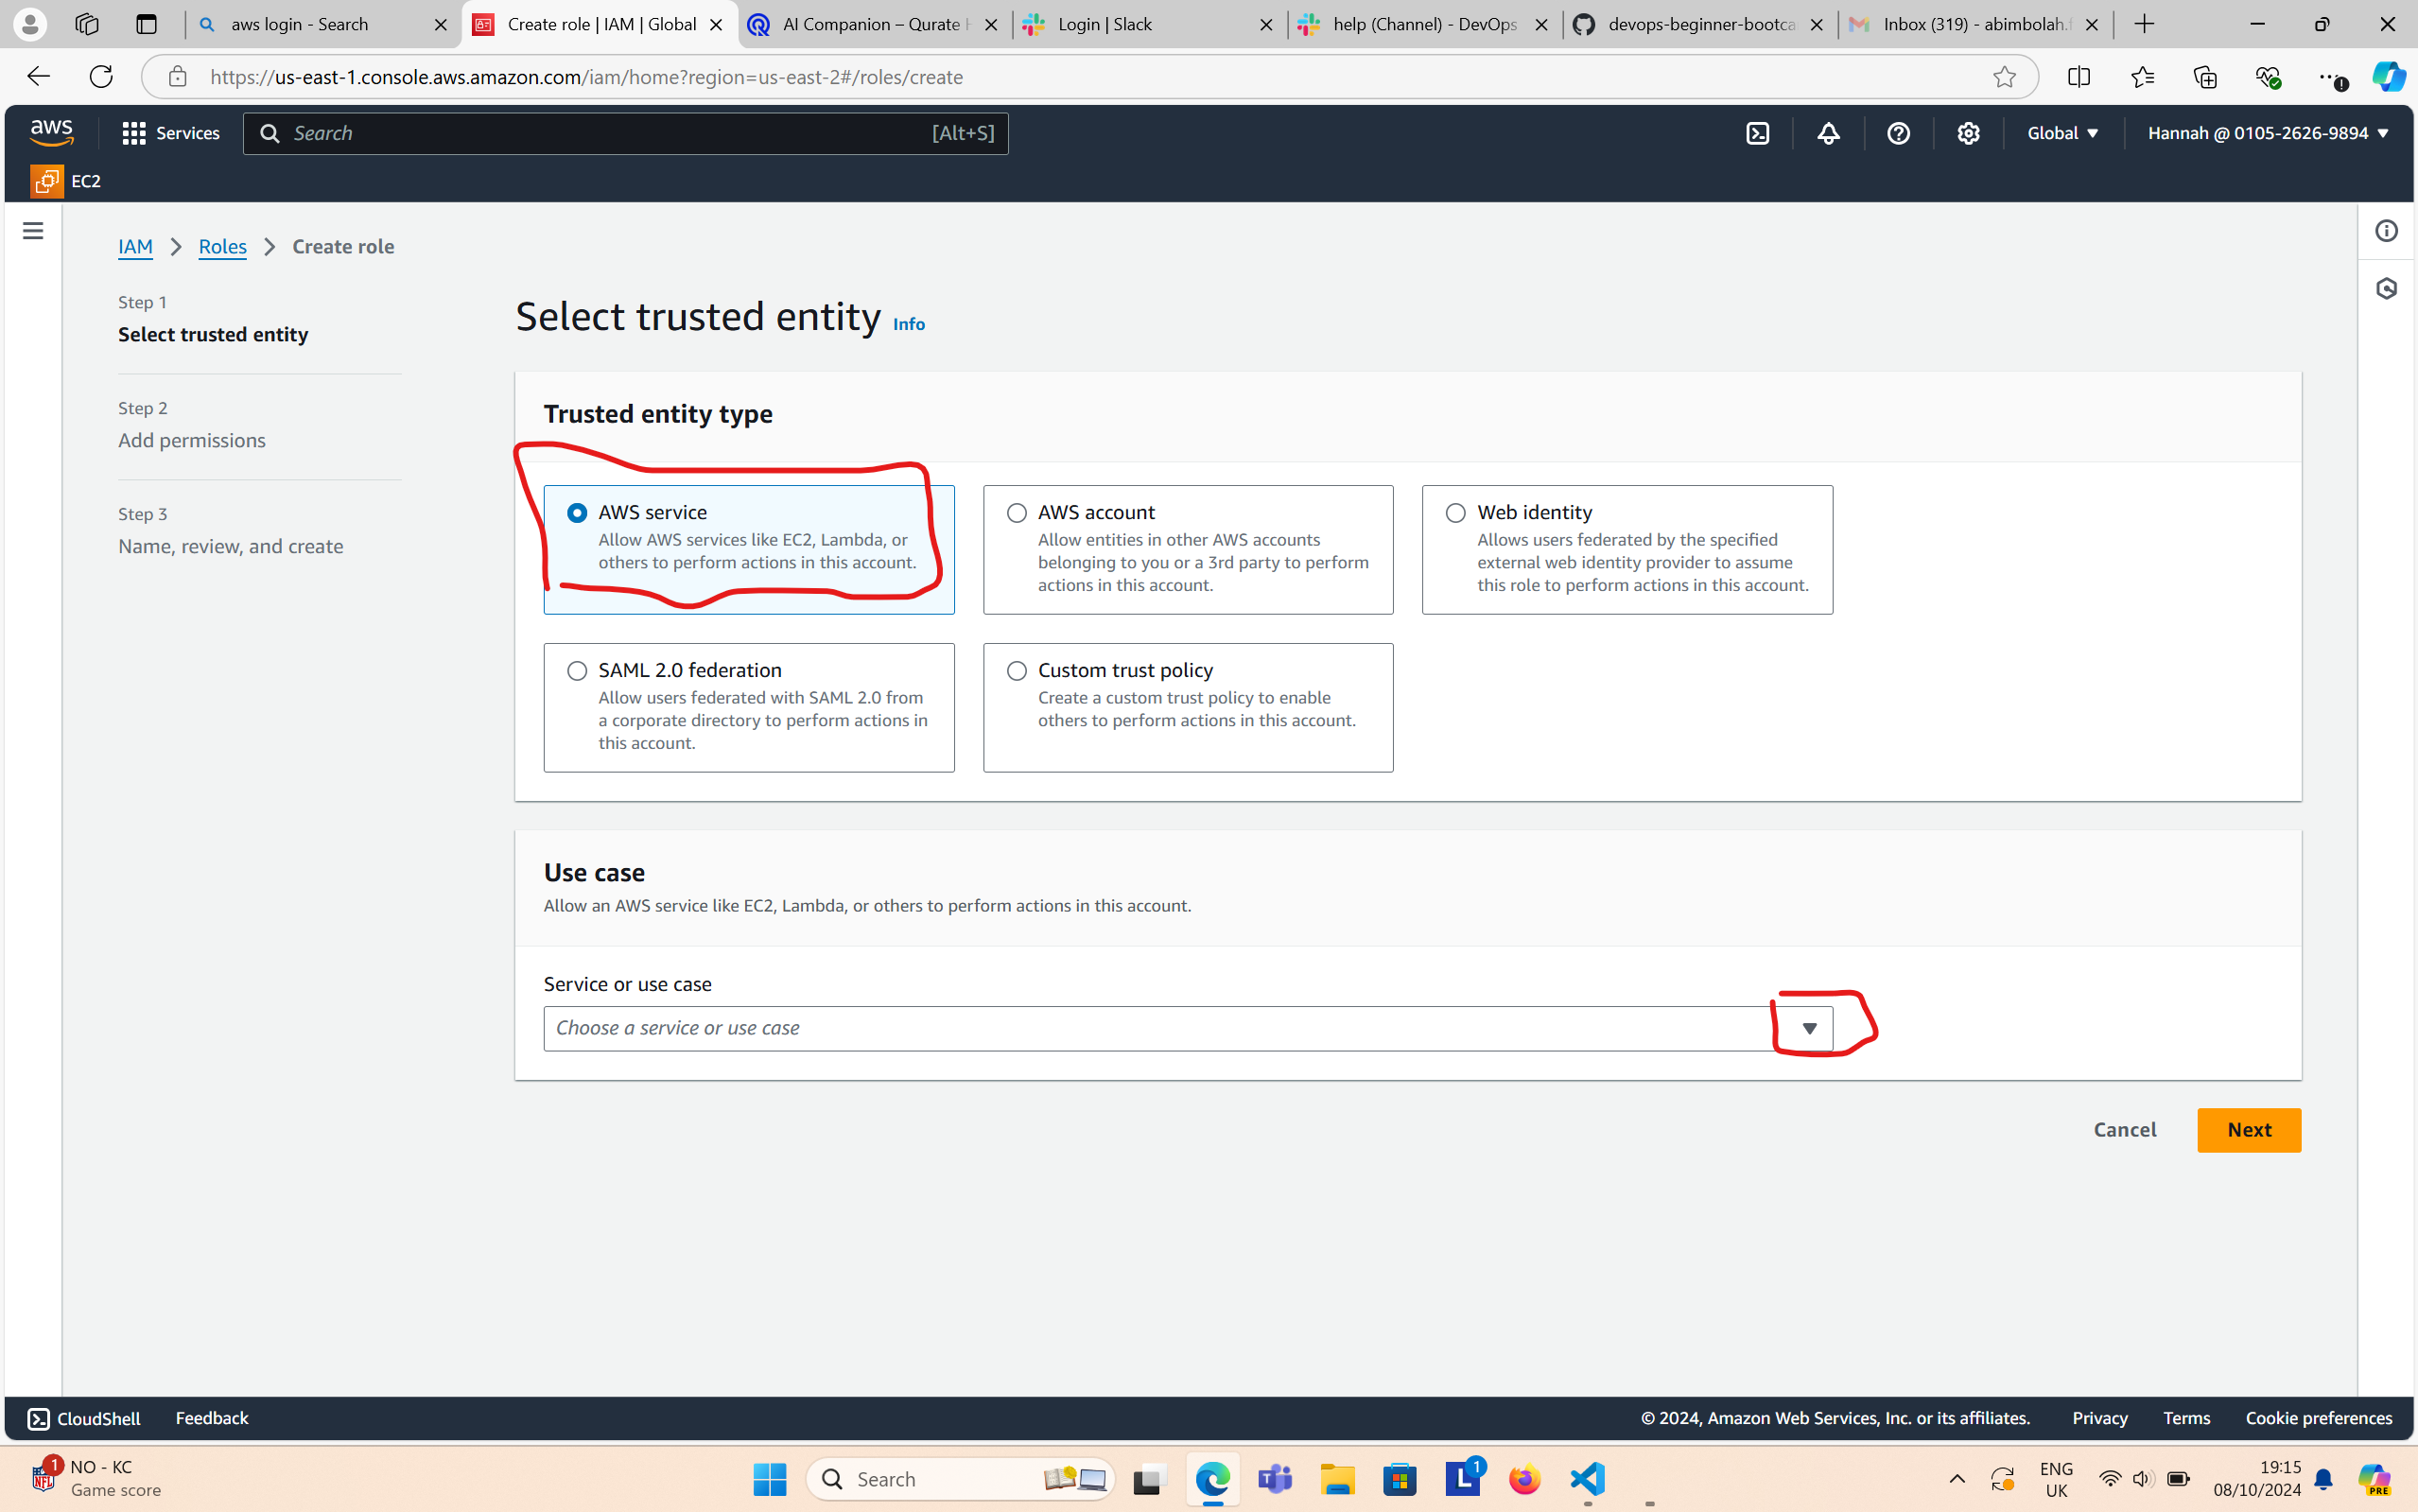 aws login - Search
Create role | IAM | Global
AI Companion – Qurate H
Login | Slack
help (Channel) - DevOps
devops-beginner-bootca
Inbox (319) - abimbolah.f
https://us-east-1.console.aws.amazon.com/iam/home?region=us-east-2#/roles/create
aws
Services
Search
[Alt+S]
Global
Hannah @ 0105-2626-9894
EC2
IAM
Roles
Create role
Step 1
Select trusted entity
Step 2
Add permissions
Step 3
Name, review, and create
Select trusted entity Info
Trusted entity type
AWS service
Allow AWS services like EC2, Lambda, or
others to perform actions in this account.
AWS account
Allow entities in other AWS accounts
belonging to you or a 3rd party to perform
actions in this account.
Web identity
Allows users federated by the specified
external web identity provider to assume
this role to perform actions in this account.
SAML 2.0 federation
Allow users federated with SAML 2.0 from
a corporate directory to perform actions in
this account.
Custom trust policy
Create a custom trust policy to enable
others to perform actions in this account.
Use case
Allow an AWS service like EC2, Lambda, or others to perform actions in this account.
Service or use case
Choose a service or use case
Cancel
Next
CloudShell
Feedback
© 2024, Amazon Web Services, Inc. or its affiliates.
Privacy
Terms
Cookie preferences
NFL
1
NO - KC
Game score
Search
L
1
ENG
UK
19:15
08/10/2024
PRE